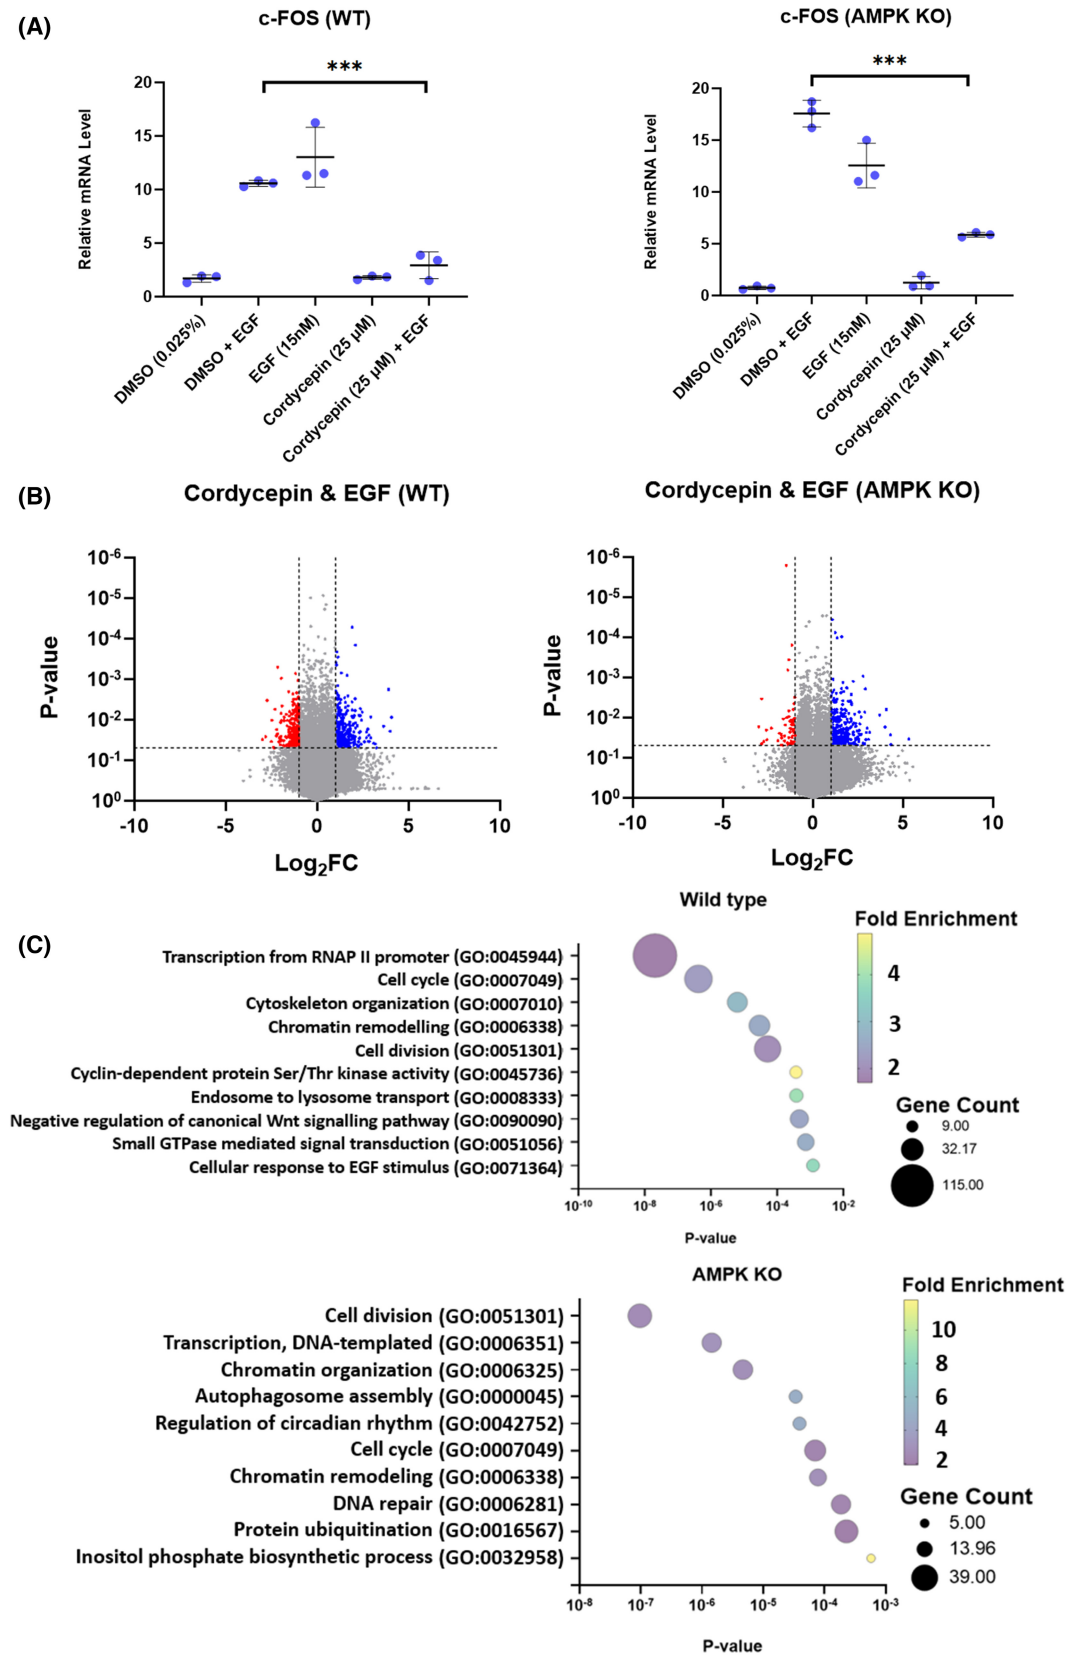 (A)
c-FOS (WT)
c-FOS (AMPK KO)
***
***
Relative mRNA Level
20
15
10
5
0
DMSO (0.025%)
DMSO + EGF
EGF (15nM)
Cordycepin (25 µM)
Cordycepin (25 µM) + EGF
Relative mRNA Level
20
15
10
5
0
DMSO (0.025%)
DMSO + EGF
EGF (15nM)
Cordycepin (25 µM)
Cordycepin (25 µM) + EGF
(B)
Cordycepin & EGF (WT)
Cordycepin & EGF (AMPK KO)
P-value
10-6
10-5
10-4
10-3
10-2
10-1
100
-10 -5 0 5 10
Log2FC
P-value
10-6
10-5
10-4
10-3
10-2
10-1
100
-10 -5 0 5 10
Log2FC
(C)
Wild type
Transcription from RNAP II promoter (GO:0045944)
Cell cycle (GO:0007049)
Cytoskeleton organization (GO:0007010)
Chromatin remodelling (GO:0006338)
Cell division (GO:0051301)
Cyclin-dependent protein Ser/Thr kinase activity (GO:0045736)
Endosome to lysosome transport (GO:0008333)
Negative regulation of canonical Wnt signalling pathway (GO:0090090)
Small GTPase mediated signal transduction (GO:0051056)
Cellular response to EGF stimulus (GO:0071364)
10-10 10-8 10-6 10-4 10-2
P-value
Fold Enrichment
4
3
2
Gene Count
9.00
32.17
115.00
AMPK KO
Cell division (GO:0051301)
Transcription, DNA-templated (GO:0006351)
Chromatin organization (GO:0006325)
Autophagosome assembly (GO:0000045)
Regulation of circadian rhythm (GO:0042752)
Cell cycle (GO:0007049)
Chromatin remodeling (GO:0006338)
DNA repair (GO:0006281)
Protein ubiquitination (GO:0016567)
Inositol phosphate biosynthetic process (GO:0032958)
10-8 10-7 10-6 10-5 10-4 10-3
P-value
Fold Enrichment
10
8
6
4
2
Gene Count
5.00
13.96
39.00